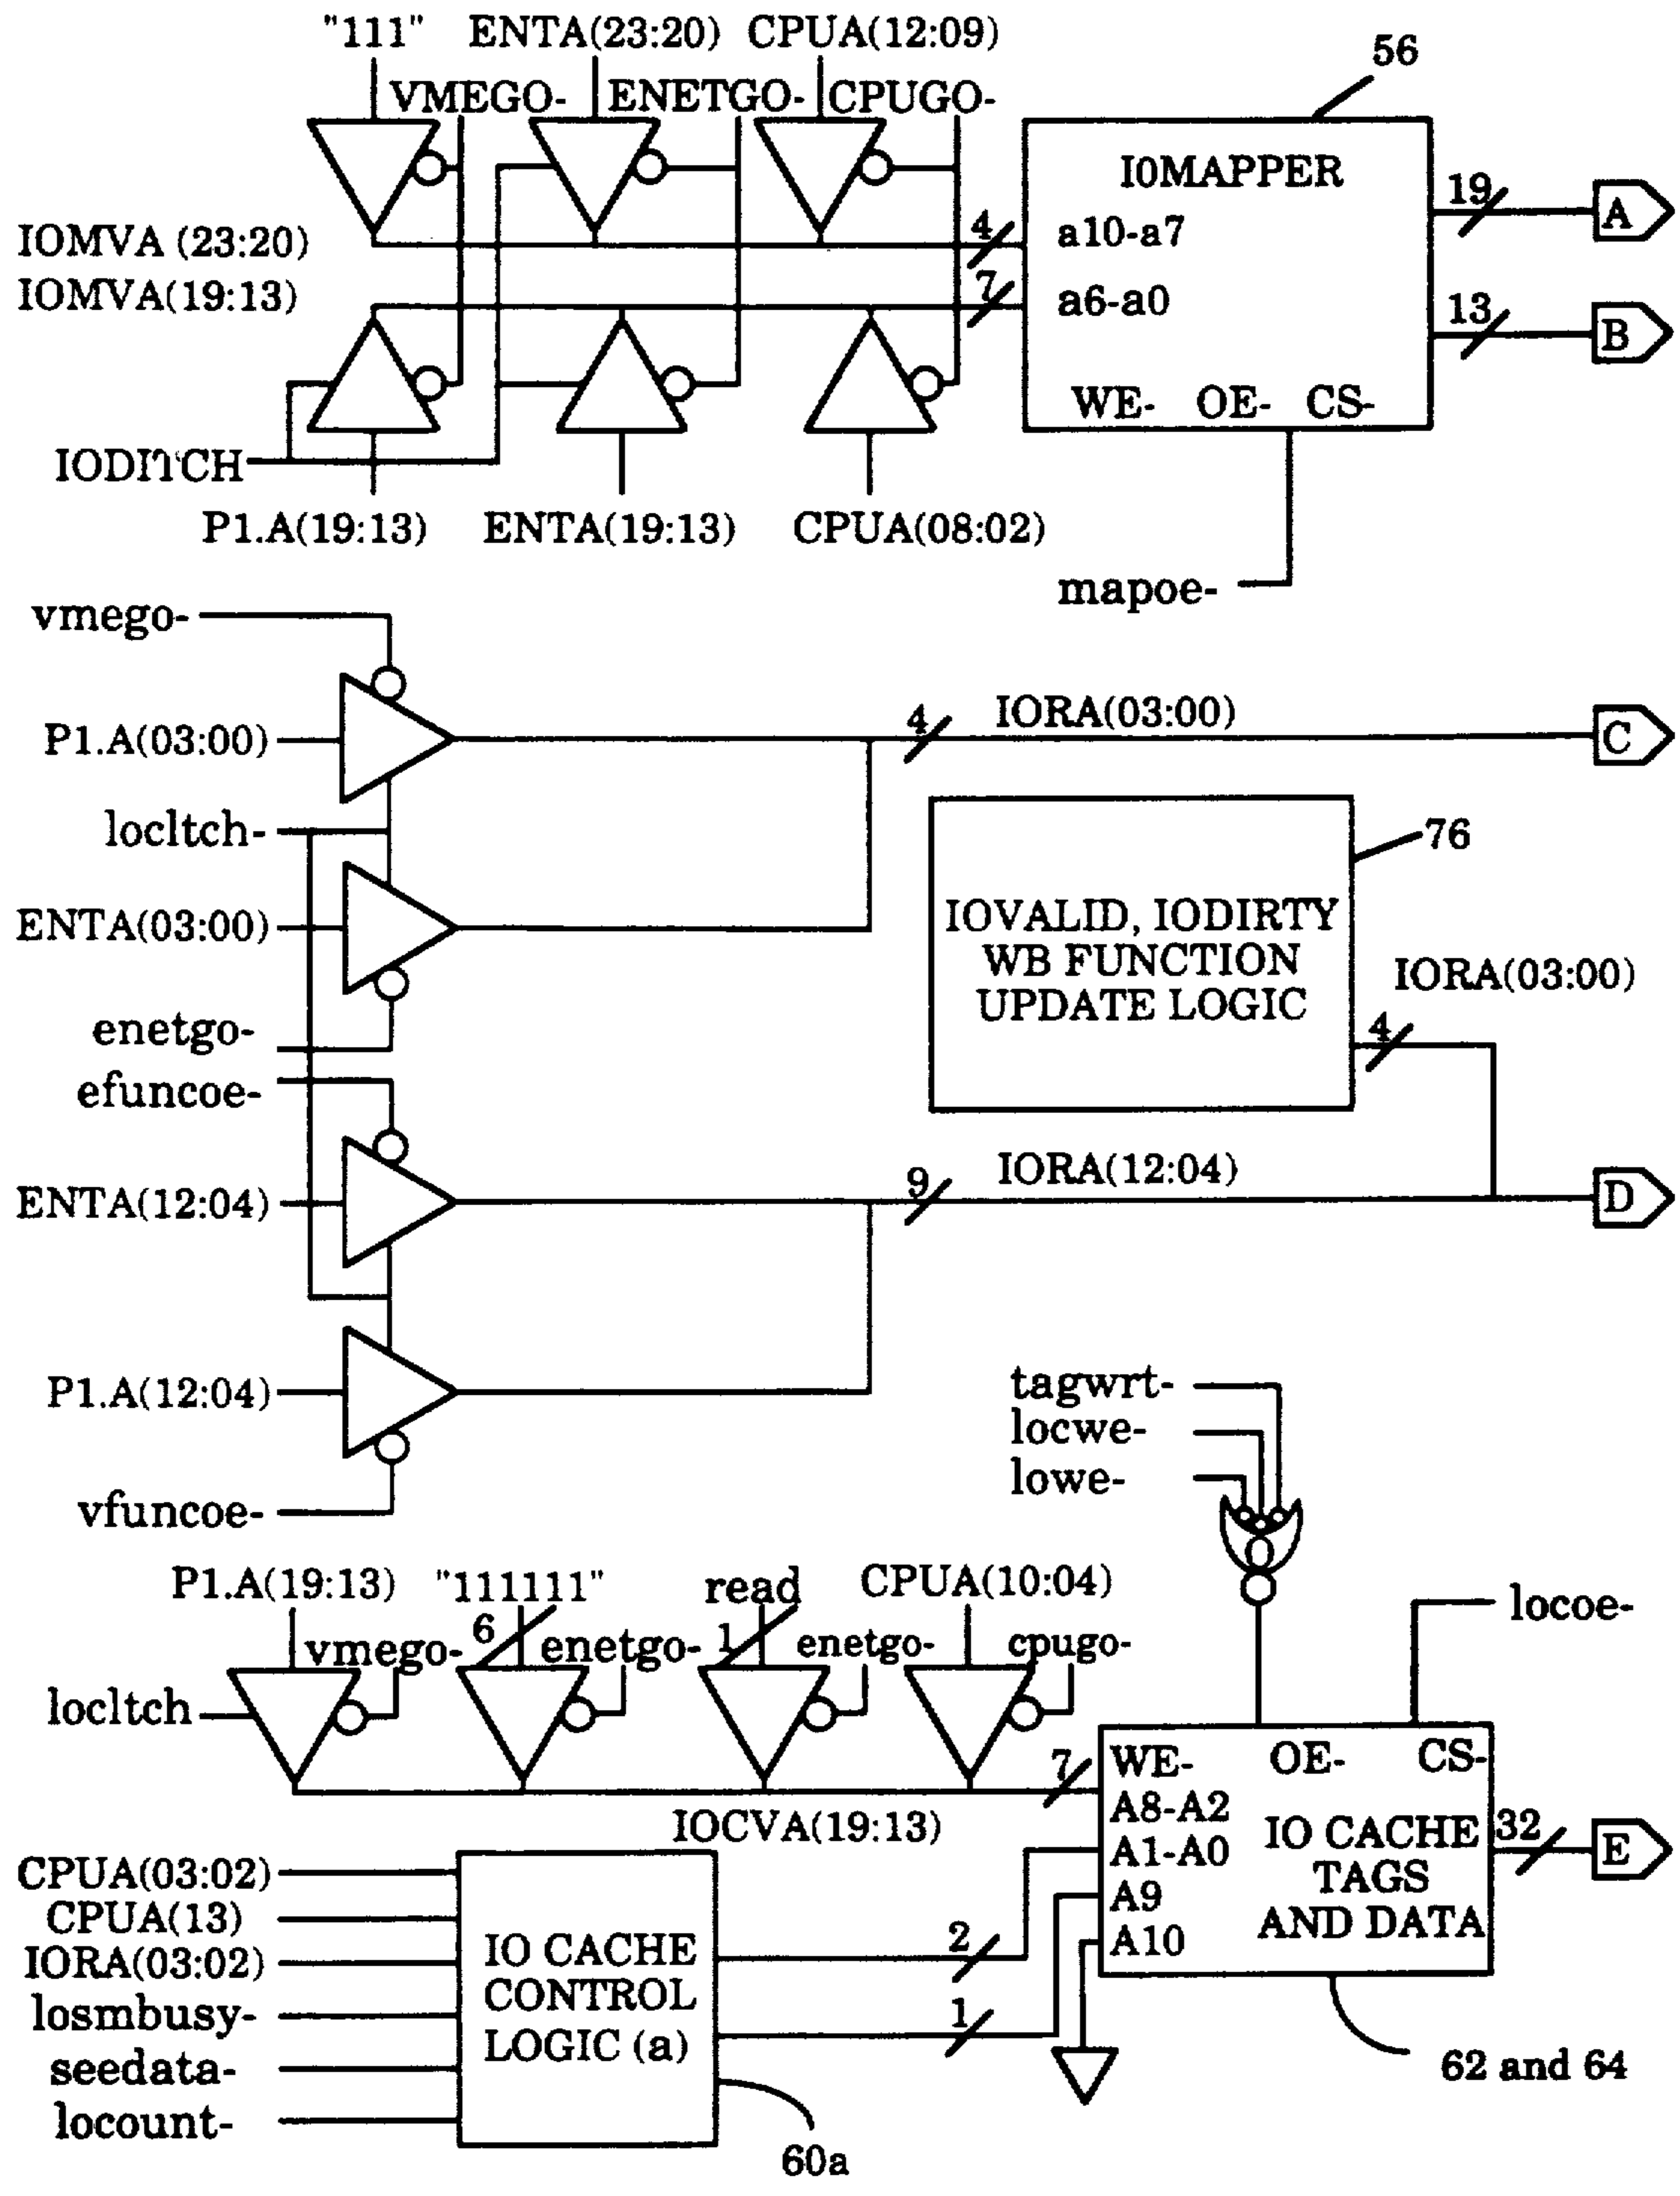 "111" ENTA(23:20) CPUA(12:09)
VMEGO- ENETGO- CPUGO-
56
I0MAPPER
19
A
IOMVA (23:20)
4
a10-a7
IOMVA(19:13)
7
a6-a0
13
B
WE- OE- CS-
IODITCH
P1.A(19:13) ENTA(19:13) CPUA(08:02)
mapoe-
vmego-
P1.A(03:00)
4
IORA(03:00)
C
locltch-
76
ENTA(03:00)
IOVALID, IODIRTY
WB FUNCTION
UPDATE LOGIC
IORA(03:00)
4
enetgo-
efuncoe-
ENTA(12:04)
9
IORA(12:04)
D
P1.A(12:04)
tagwrt-
locwe-
lowe-
vfuncoe-
P1.A(19:13) "111111" read CPUA(10:04)
vmego- 6 enetgo- 1 enetgo- cpugo-
locoe-
locltch
7
WE- OE- CS-
A8-A2
A1-A0
A9
A10
IO CACHE
TAGS
AND DATA
32
E
IOCVA(19:13)
CPUA(03:02)
CPUA(13)
IORA(03:02)
losmbusy-
seedata-
locount-
IO CACHE
CONTROL
LOGIC (a)
2
1
62 and 64
60a